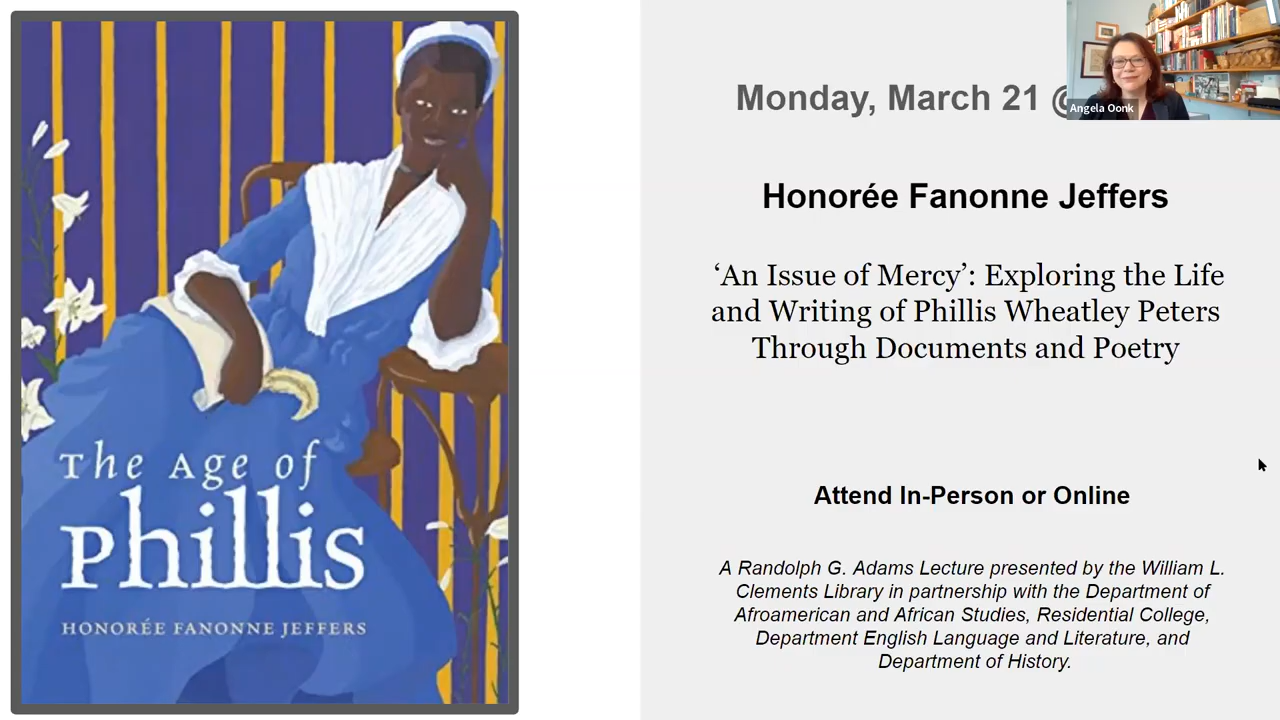 The Age of
Phillis
HONORÉE FANONNE JEFFERS
Monday, March 21 @
Angela Oonk
Honorée Fanonne Jeffers
‘An Issue of Mercy’: Exploring the Life
and Writing of Phillis Wheatley Peters
Through Documents and Poetry
Attend In-Person or Online
A Randolph G. Adams Lecture presented by the William L.
Clements Library in partnership with the Department of
Afroamerican and African Studies, Residential College,
Department English Language and Literature, and
Department of History.